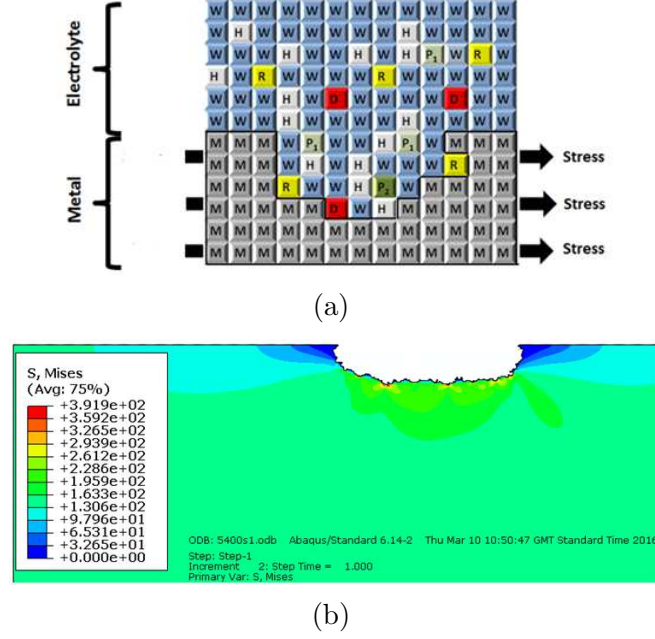 W W W W W W W W W W W W W
W H W W W W W W H W W W W
W W W H W W H W H P₁ W R W
H W R W W W W R W W W W W
W W W H W D W W W W D W W
W W W H W W W W H W W W W
M M M W P₁ W W H P₁ W M M M
M M M W H W H W W W R M M
M M M R W W H P₂ W M M M M
M M M M M D W H M M M M M
M M M M M M M M M M M M M
M M M M M M M M M M M M M
Electrolyte
Metal
Stress
Stress
Stress
(a)
S, Mises
(Avg: 75%)
+3.919e+02
+3.592e+02
+3.265e+02
+2.939e+02
+2.612e+02
+2.286e+02
+1.959e+02
+1.633e+02
+1.306e+02
+9.796e+01
+6.531e+01
+3.265e+01
+0.000e+00
ODB: 5400s1.odb Abaqus/Standard 6.14-2 Thu Mar 10 10:50:47 GMT Standard Time 2016
Step: Step-1
Increment 2: Step Time = 1.000
Primary Var: S, Mises
(b)